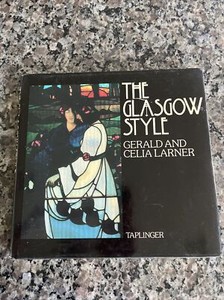 THE
GLASGOW
STYLE
GERALD AND
CELIA LARNER
TAPLINGER